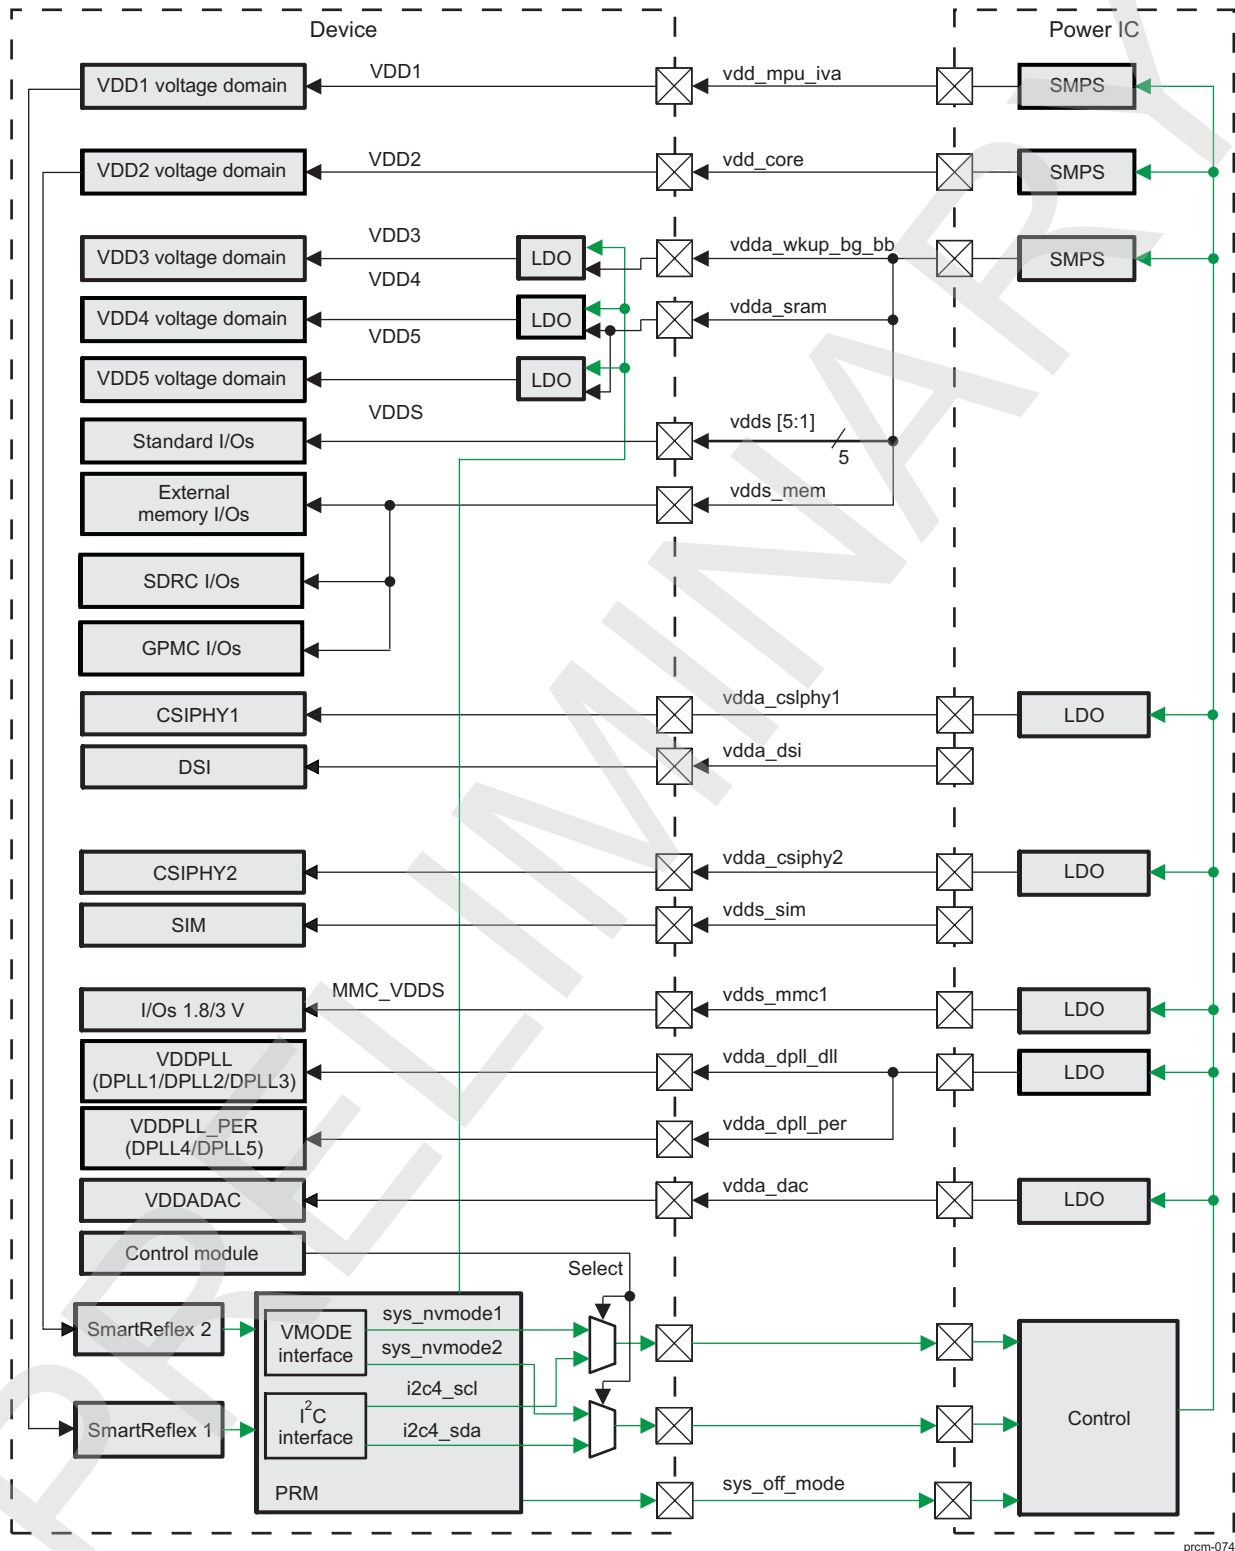 Device
Power IC
VDD1 voltage domain
VDD1
vdd_mpu_iva
SMPS
VDD2 voltage domain
VDD2
vdd_core
SMPS
VDD3 voltage domain
VDD3
LDO
vdda_wkup_bg_bb
SMPS
VDD4
VDD4 voltage domain
LDO
vdda_sram
VDD5
VDD5 voltage domain
LDO
VDDS
Standard I/Os
vdds [5:1]
5
External
memory I/Os
vdds_mem
SDRC I/Os
GPMC I/Os
CSIPHY1
vdda_cslphy1
LDO
DSI
vdda_dsi
CSIPHY2
vdda_csiphy2
LDO
SIM
vdds_sim
I/Os 1.8/3 V
MMC_VDDS
vdds_mmc1
LDO
VDDPLL
(DPLL1/DPLL2/DPLL3)
vdda_dpll_dll
LDO
VDDPLL_PER
(DPLL4/DPLL5)
vdda_dpll_per
VDDADAC
vdda_dac
LDO
Control module
Select
SmartReflex 2
VMODE
interface
sys_nvmode1
sys_nvmode2
SmartReflex 1
I2C
interface
i2c4_scl
i2c4_sda
Control
PRM
sys_off_mode
prcm-074
PRELIMINARY